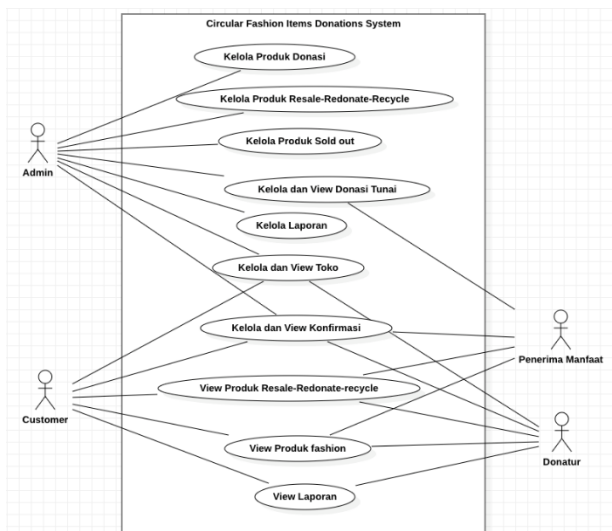 Circular Fashion Items Donations System
Kelola Produk Donasi
Kelola Produk Resale-Redonate-Recycle
Kelola Produk Sold out
Admin
Kelola dan View Donasi Tunai
Kelola Laporan
Kelola dan View Toko
Kelola dan View Konfirmasi
Penerima Manfaat
View Produk Resale-Redonate-recycle
Customer
View Produk fashion
Donatur
View Laporan